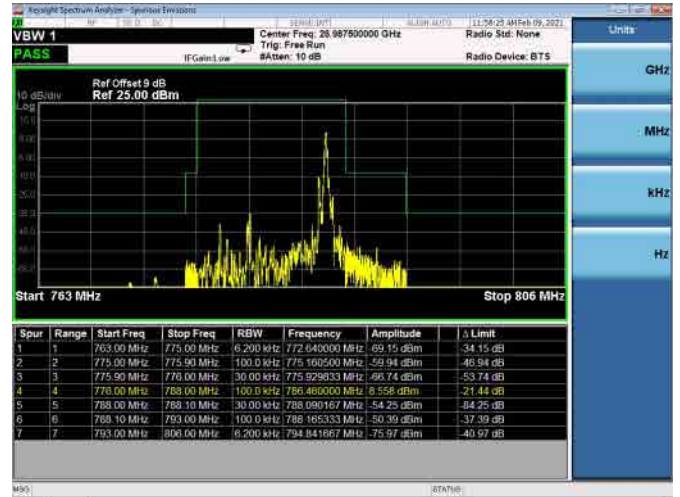 Keysight Spectrum Analyzer - Spurious Emissions
RF 50 Ω DC SENSE:INT ALIGN AUTO 11:58:25 AM Feb 09, 2021
VBW 1 Center Freq: 28.987500000 GHz Radio Std: None Units
Trig: Free Run
PASS IFGain:Low #Atten: 10 dB Radio Device: BTS
GHz
Ref Offset 9 dB
10 dB/div Ref 25.00 dBm
Log
MHz
kHz
Hz
Start 763 MHz Stop 806 MHz
Spur Range Start Freq Stop Freq RBW Frequency Amplitude Δ Limit
1 1 763.00 MHz 775.00 MHz 6.200 kHz 772.640000 MHz -69.15 dBm -34.15 dB
2 2 775.00 MHz 775.90 MHz 100.0 kHz 775.160500 MHz -59.94 dBm -46.94 dB
3 3 775.90 MHz 776.00 MHz 30.00 kHz 775.929833 MHz -66.74 dBm -53.74 dB
4 4 776.00 MHz 788.00 MHz 100.0 kHz 786.460000 MHz 8.558 dBm -21.44 dB
5 5 788.00 MHz 788.10 MHz 30.00 kHz 788.090167 MHz -54.25 dBm -84.25 dB
6 6 788.10 MHz 793.00 MHz 100.0 kHz 788.165333 MHz -50.39 dBm -37.39 dB
7 7 793.00 MHz 806.00 MHz 6.200 kHz 794.841667 MHz -75.97 dBm -40.97 dB
MSG STATUS